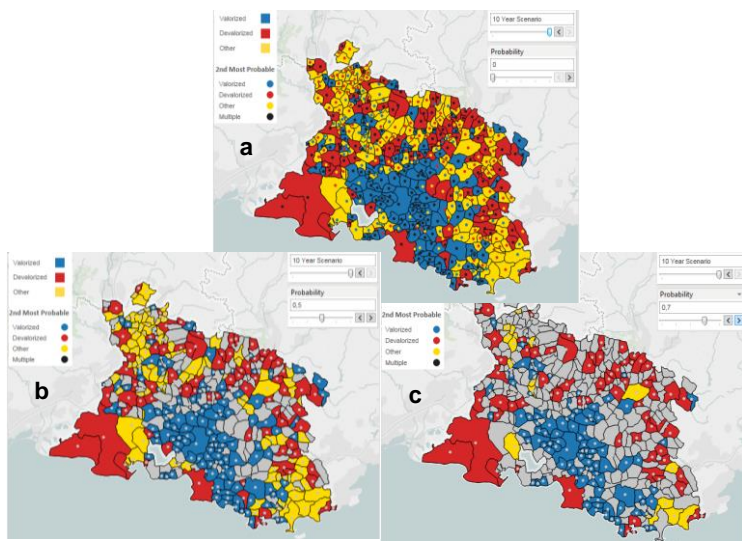 Valorized
Devalorized
Other
2nd Most Probable
Valorized
Devalorized
Other
Multiple
10 Year Scenario
Probability
0
a
Valorized
Devalorized
Other
2nd Most Probable
Valorized
Devalorized
Other
Multiple
10 Year Scenario
Probability
0,5
b
2nd Most Probable
Valorized
Devalorized
Other
Multiple
10 Year Scenario
Probability
0,7
c